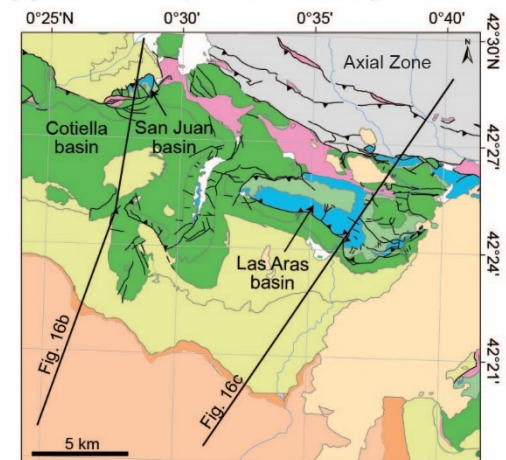 0°25'E
0°30'
0°35'
0°40'
42°30'N
N
Axial Zone
Cotiella
basin
San Juan
basin
42°27'
Las Aras
basin
42°24'
Fig. 16b
Fig. 16c
42°21'
5 km